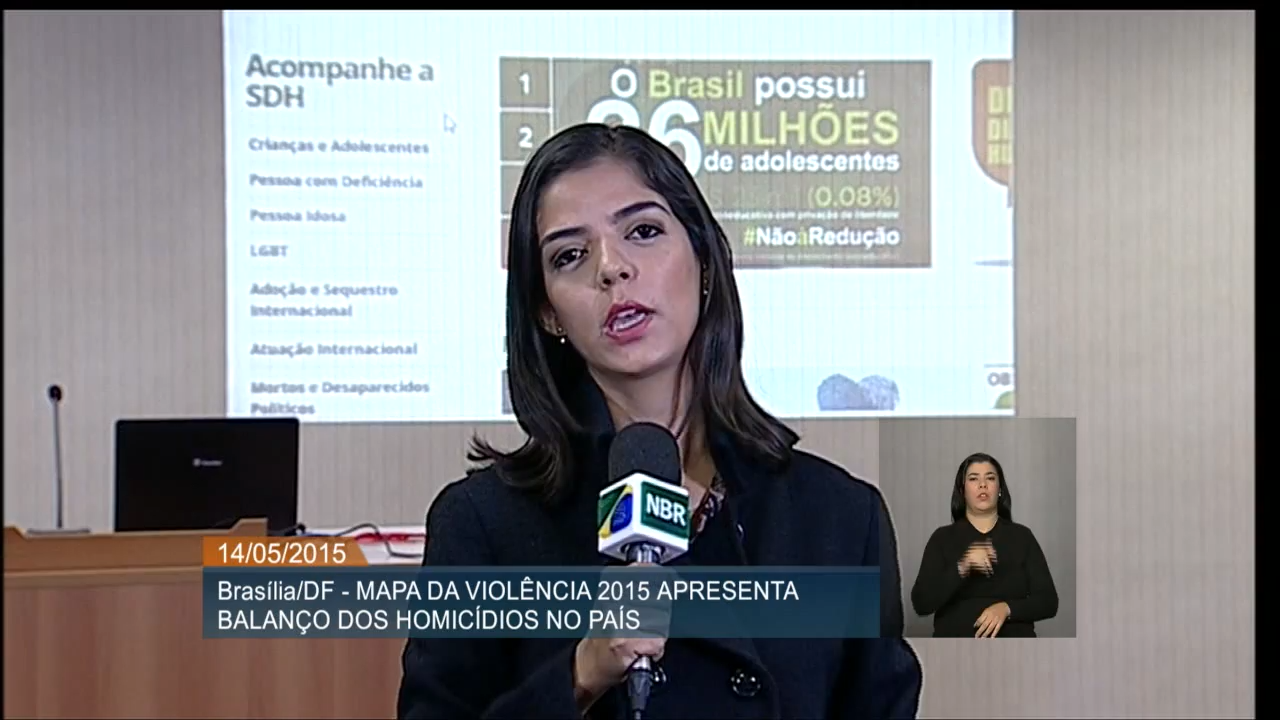 Acompanhe a
SDH
Crianças e Adolescentes
Pessoa com Deficiência
Pessoa Idosa
LGBT
Adoção e Sequestro
Internacional
Atuação Internacional
Mortos e Desaparecidos
Políticos
1
2
O Brasil possui
26 MILHÕES
de adolescentes
(0.08%)
#NãoàRedução
NBR
14/05/2015
Brasília/DF - MAPA DA VIOLÊNCIA 2015 APRESENTA
BALANÇO DOS HOMICÍDIOS NO PAÍS